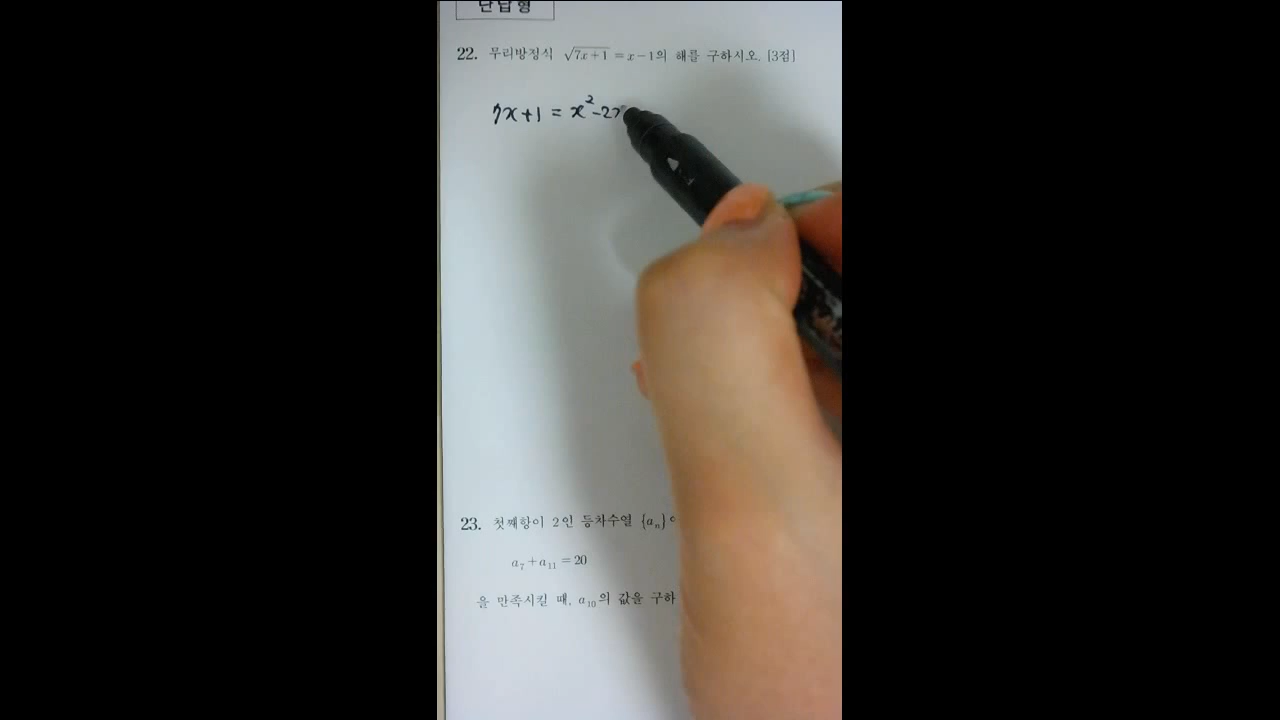 단답형
22. 무리방정식 √7x+1 = x−1의 해를 구하시오. [3점]
7x+1 = x²-2x
23. 첫째항이 2인 등차수열 {aₙ}
a₇+a₁₁=20
을 만족시킬 때, a₁₀의 값을 구하